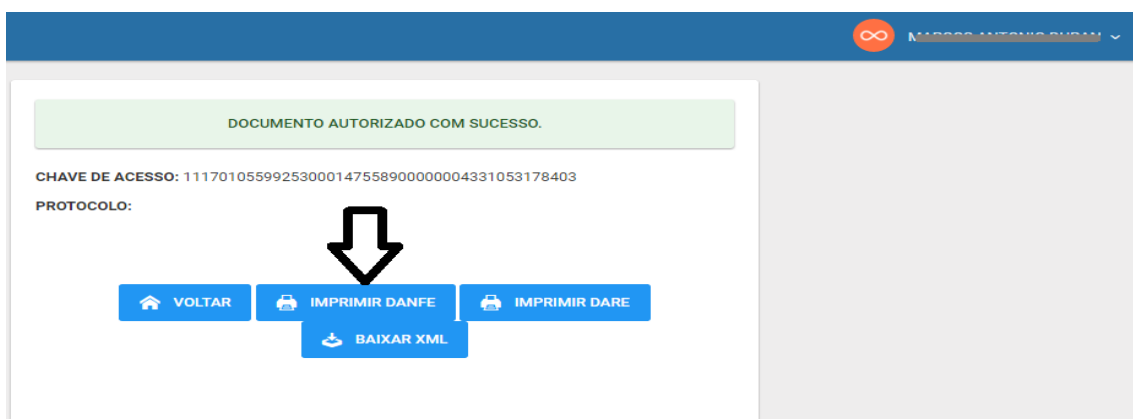 DOCUMENTO AUTORIZADO COM SUCESSO.
CHAVE DE ACESSO: 11170105599253000147558900000004331053178403
PROTOCOLO:
VOLTAR
IMPRIMIR DANFE
IMPRIMIR DARE
BAIXAR XML